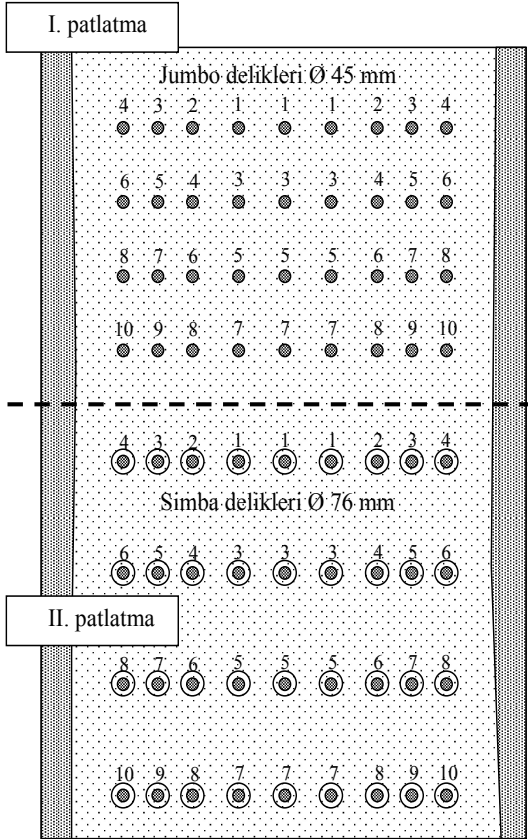 I. patlatma
Jumbo delikleri Ø 45 mm
4 3 2 1 1 1 2 3 4
6 5 4 3 3 3 4 5 6
8 7 6 5 5 5 6 7 8
10 9 8 7 7 7 8 9 10
4 3 2 1 1 1 2 3 4
Simba delikleri Ø 76 mm
6 5 4 3 3 3 4 5 6
II. patlatma
8 7 6 5 5 5 6 7 8
10 9 8 7 7 7 8 9 10